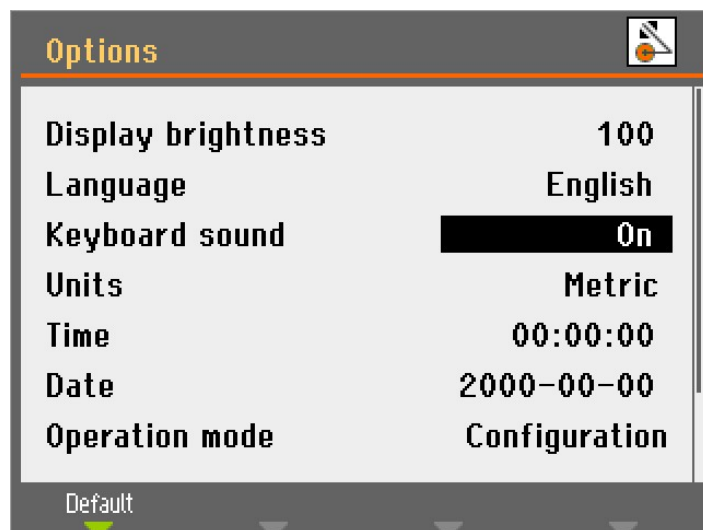 Options
Display brightness 100
Language English
Keyboard sound On
Units Metric
Time 00:00:00
Date 2000-00-00
Operation mode Configuration
Default